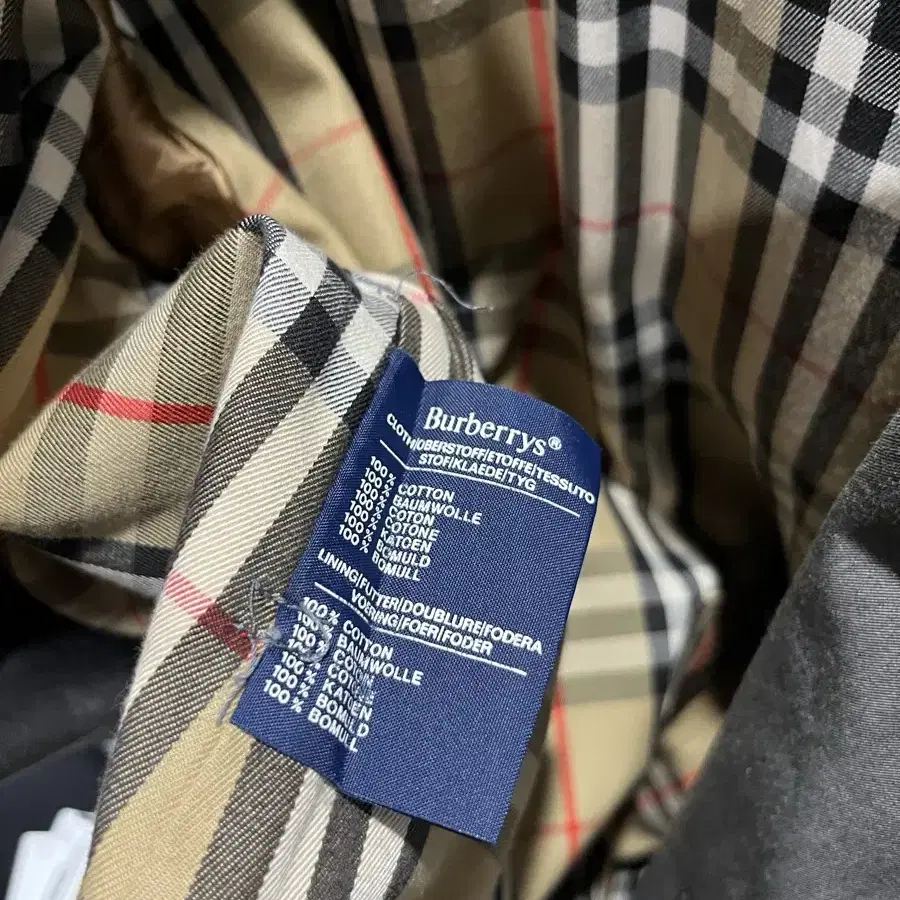 Burberrys®
CLOTH/OBERSTOFF/ETOFFE/TESSUTO
STOF/KLAEDE/TYG
100% COTTON
100% BAUMWOLLE
100% COTON
100% COTONE
100% KATOEN
100% BOMULD
100% BOMULL
LINING/FUTTER/DOUBLURE/FODERA
VOERING/FOER/FODER
100% COTTON
100% BAUMWOLLE
100% COTON
100% COTONE
100% KATOEN
100% BOMULD
100% BOMULL